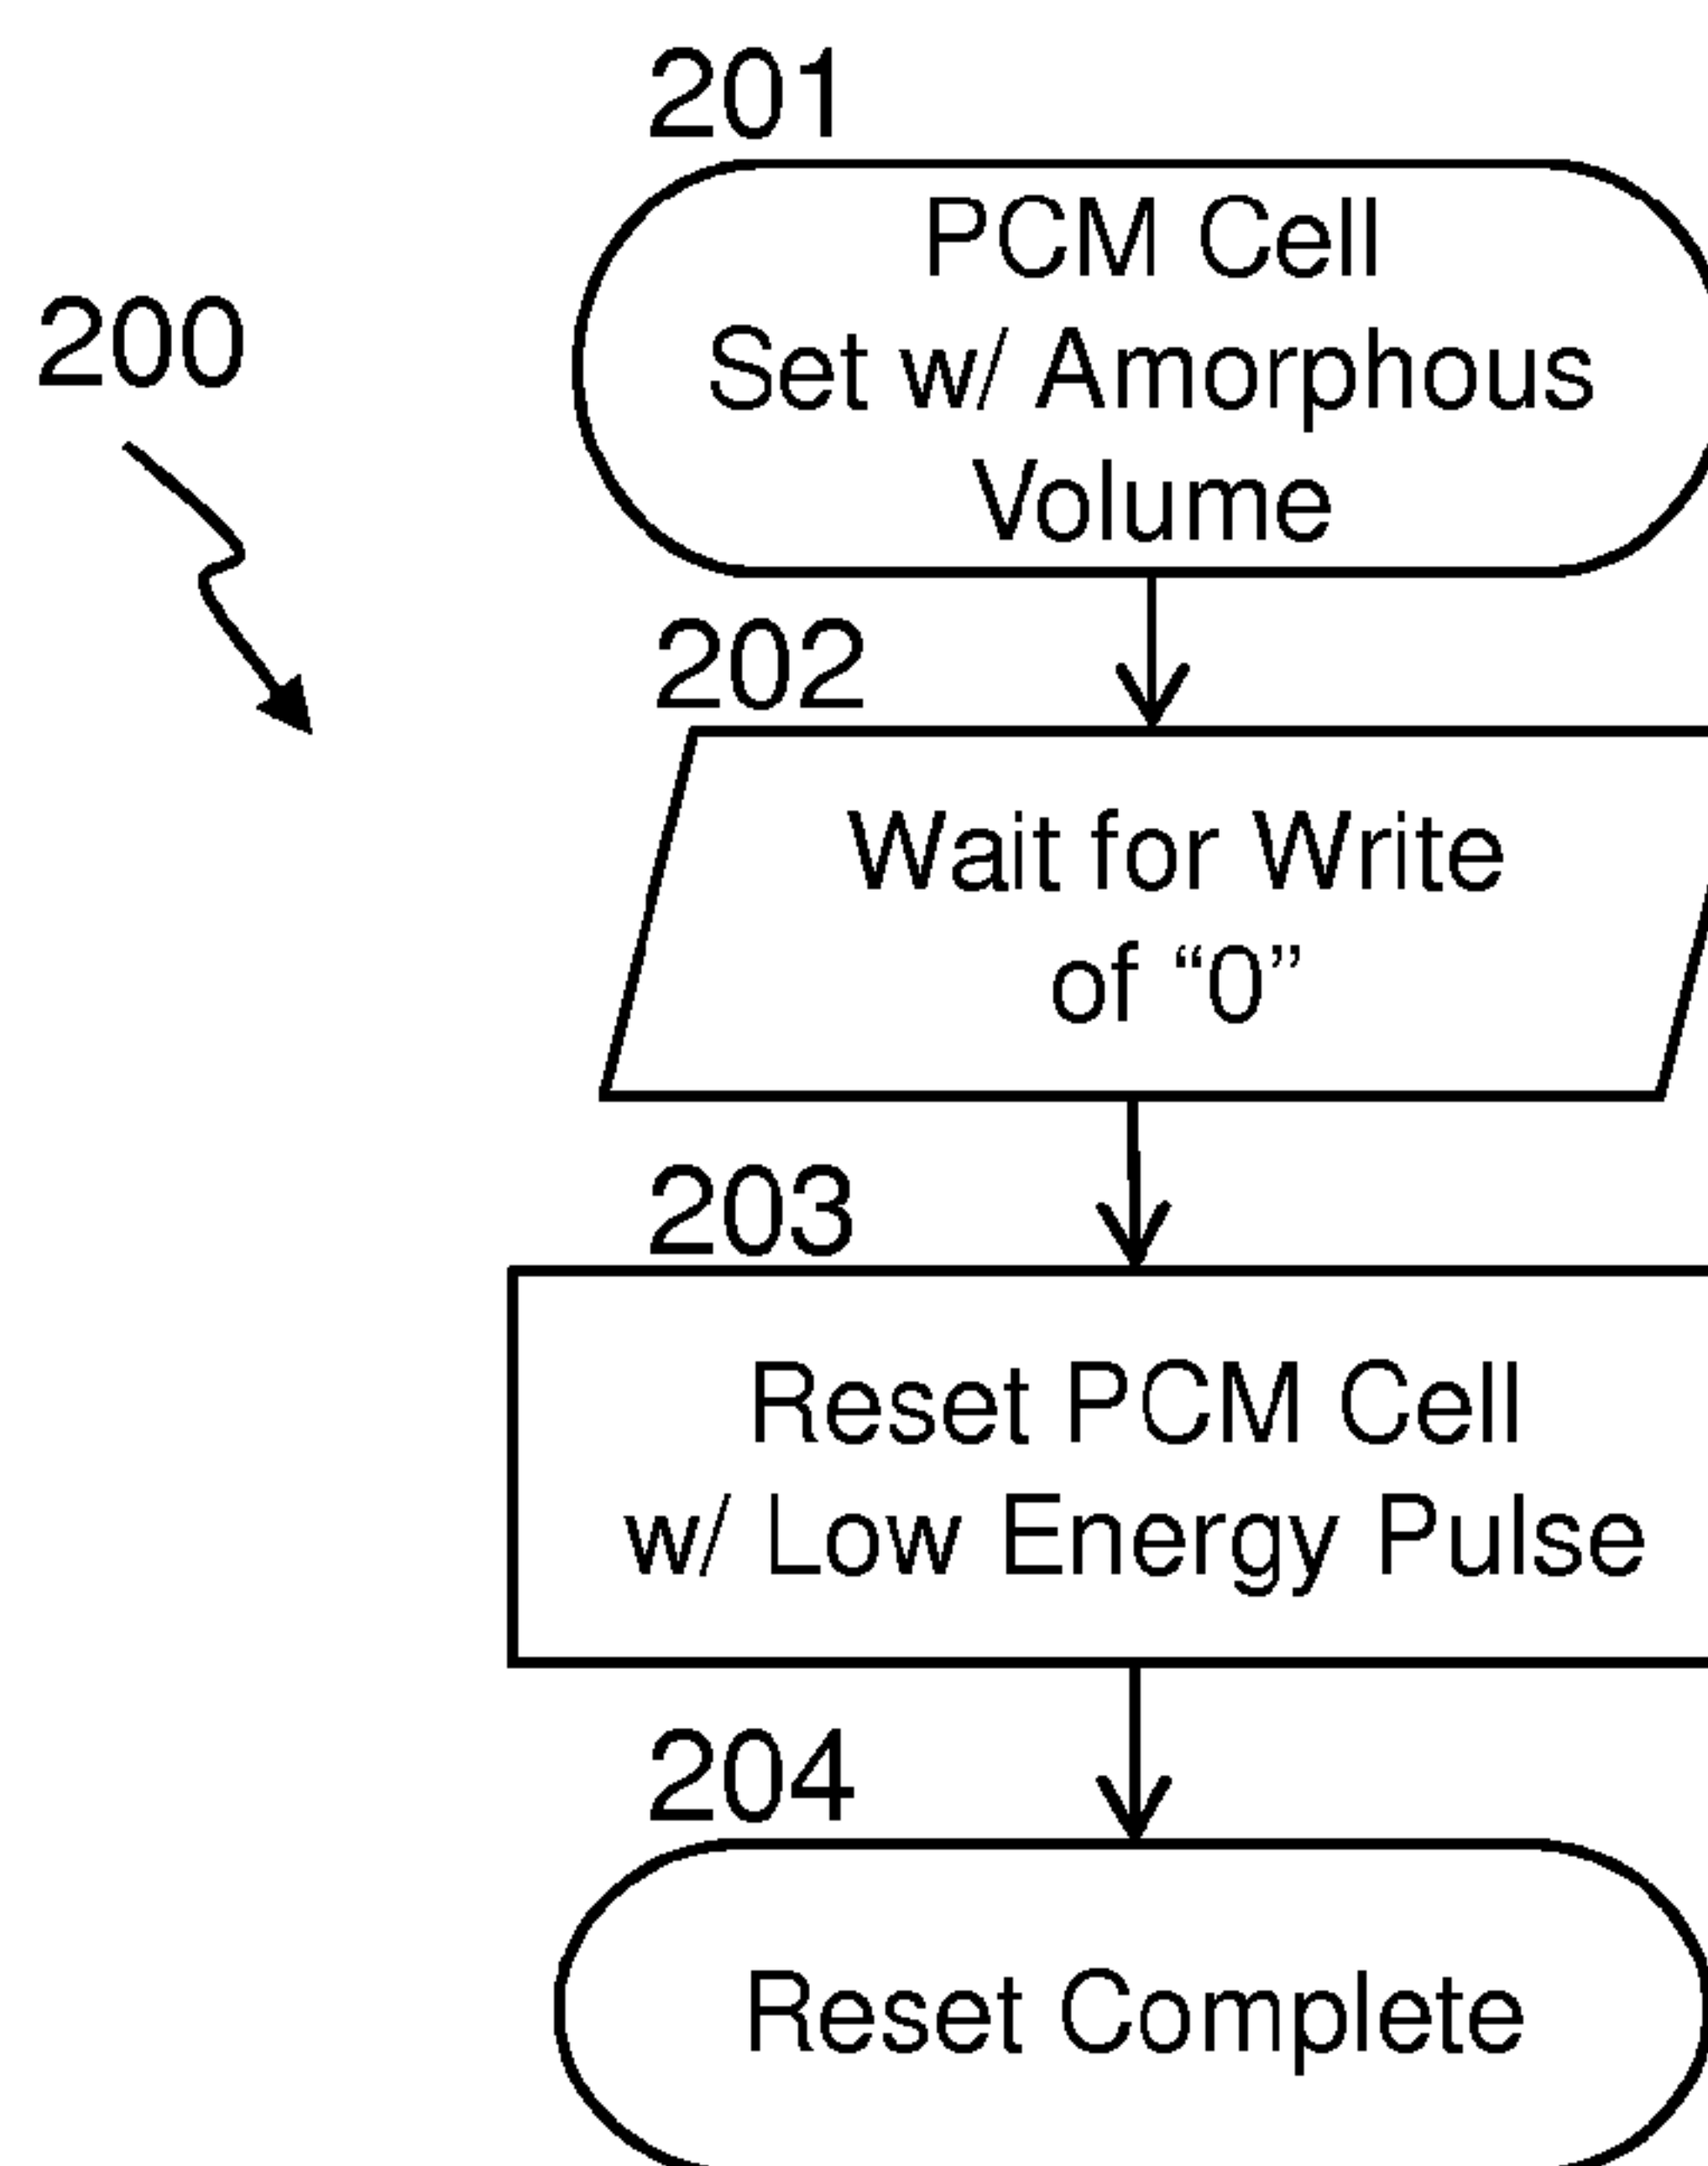 201
PCM Cell
Set w/ Amorphous
Volume
200
202
Wait for Write
of “0”
203
Reset PCM Cell
w/ Low Energy Pulse
204
Reset Complete